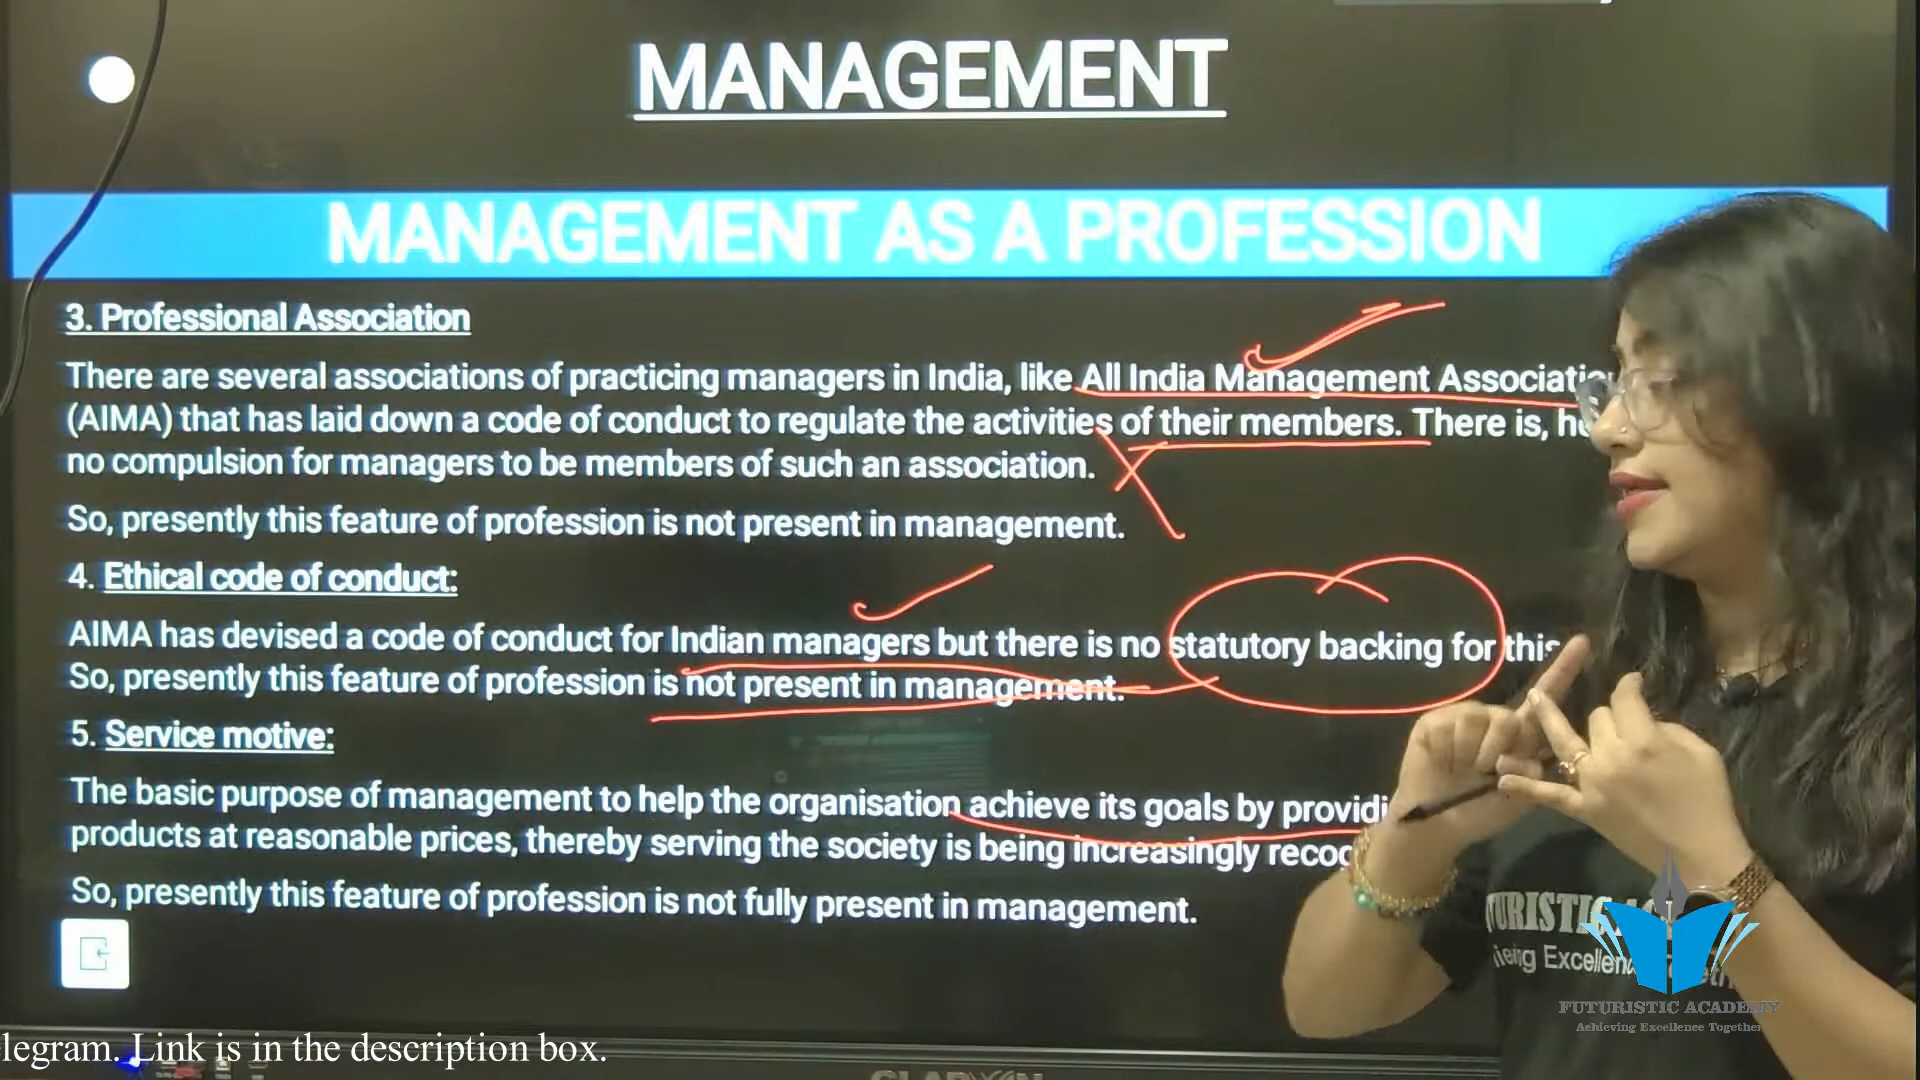 MANAGEMENT
MANAGEMENT AS A PROFESSION
3. Professional Association
There are several associations of practicing managers in India, like All India Management Associatio
(AIMA) that has laid down a code of conduct to regulate the activities of their members. There is,
no compulsion for managers to be members of such an association.
So, presently this feature of profession is not present in management.
4. Ethical code of conduct:
AIMA has devised a code of conduct for Indian managers but there is no statutory backing for this
So, presently this feature of profession is not present in management.
5. Service motive:
The basic purpose of management to help the organisation achieve its goals by providi
products at reasonable prices, thereby serving the society is being increasingly recog
So, presently this feature of profession is not fully present in management.
FUTURISTIC ACADEMY
Achieving Excellence Together
legram. Link is in the description box.